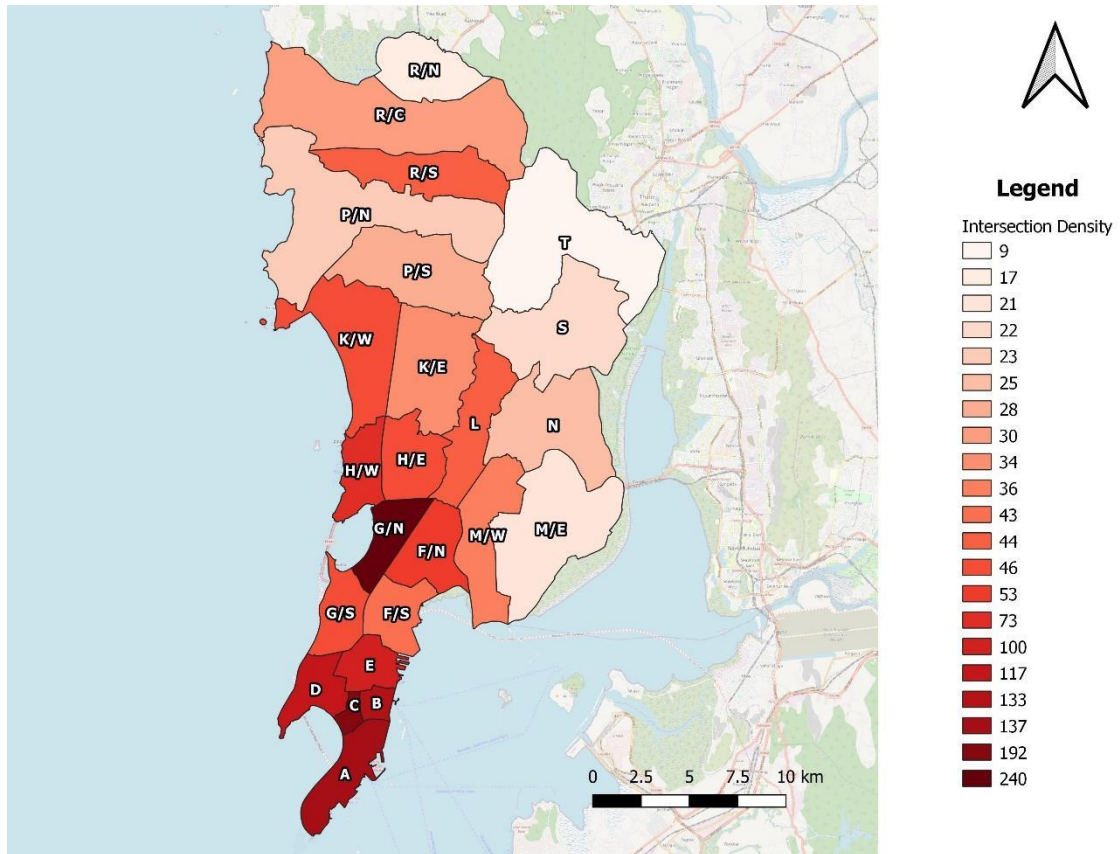 R/N
R/C
R/S
P/N
T
P/S
S
K/W
K/E
L
N
H/W
H/E
G/N
M/W
M/E
F/N
G/S
F/S
E
D
C
B
A
0 2.5 5 7.5 10 km
Legend
Intersection Density
9
17
21
22
23
25
28
30
34
36
43
44
46
53
73
100
117
133
137
192
240